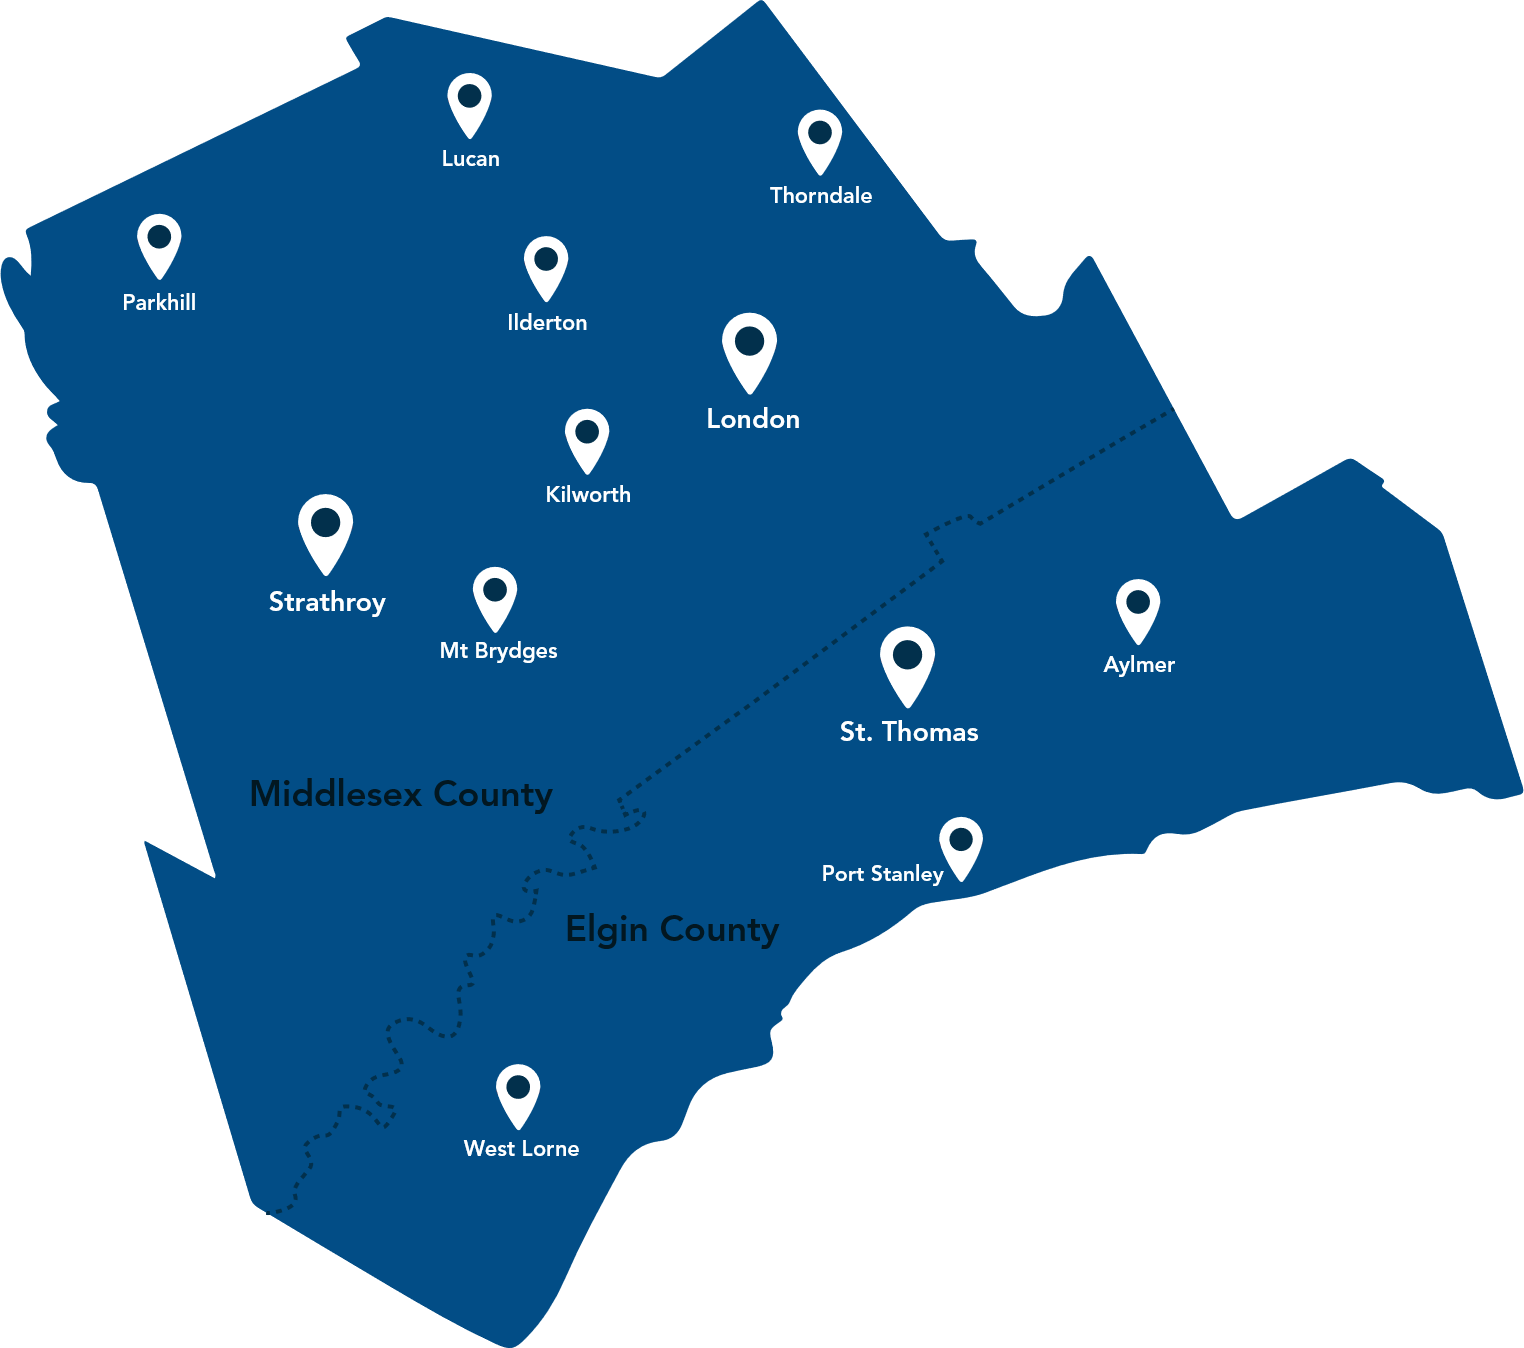 Lucan
Thorndale
Parkhill
Ilderton
London
Kilworth
Strathroy
Mt Brydges
Aylmer
St. Thomas
Middlesex County
Port Stanley
Elgin County
West Lorne